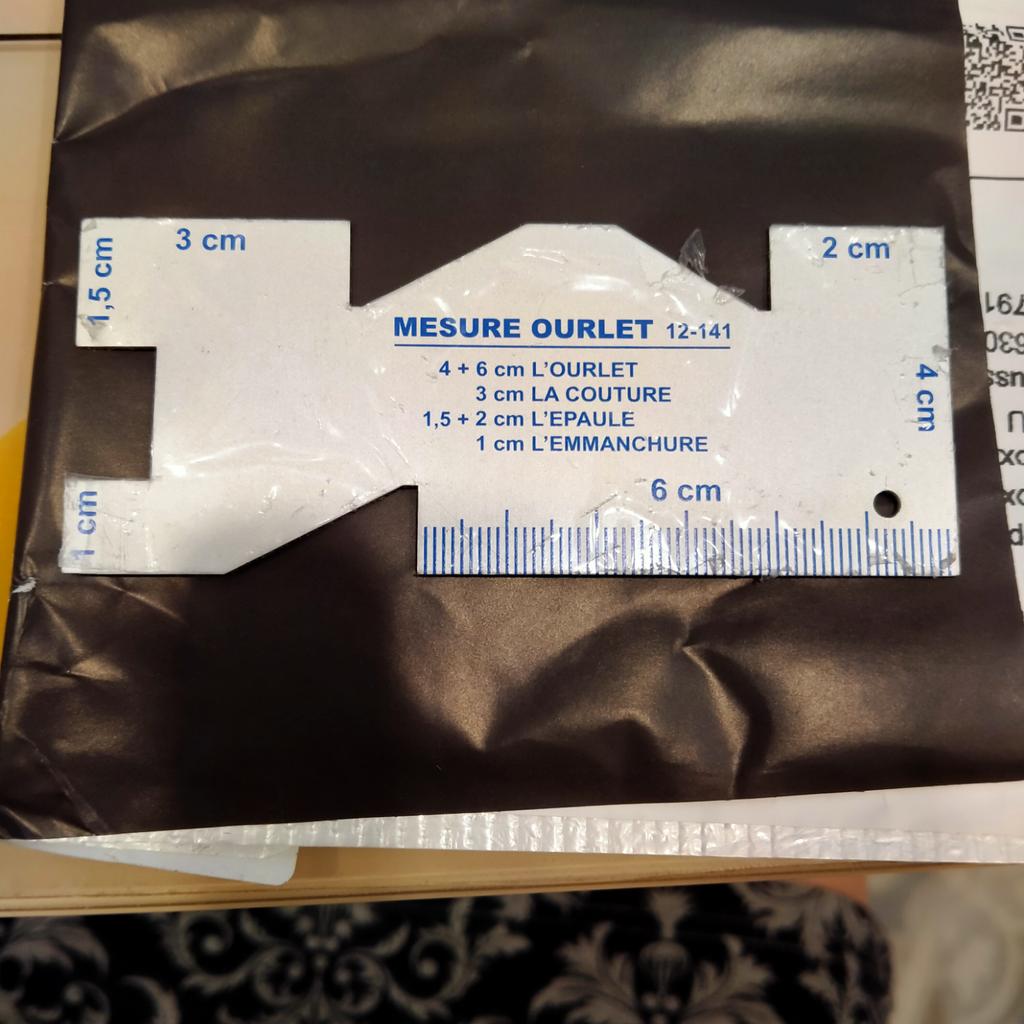 3 cm
2 cm
1,5 cm
MESURE OURLET 12-141
4 + 6 cm L'OURLET
3 cm LA COUTURE
1,5 + 2 cm L'EPAULE
1 cm L'EMMANCHURE
4 cm
6 cm
1 cm